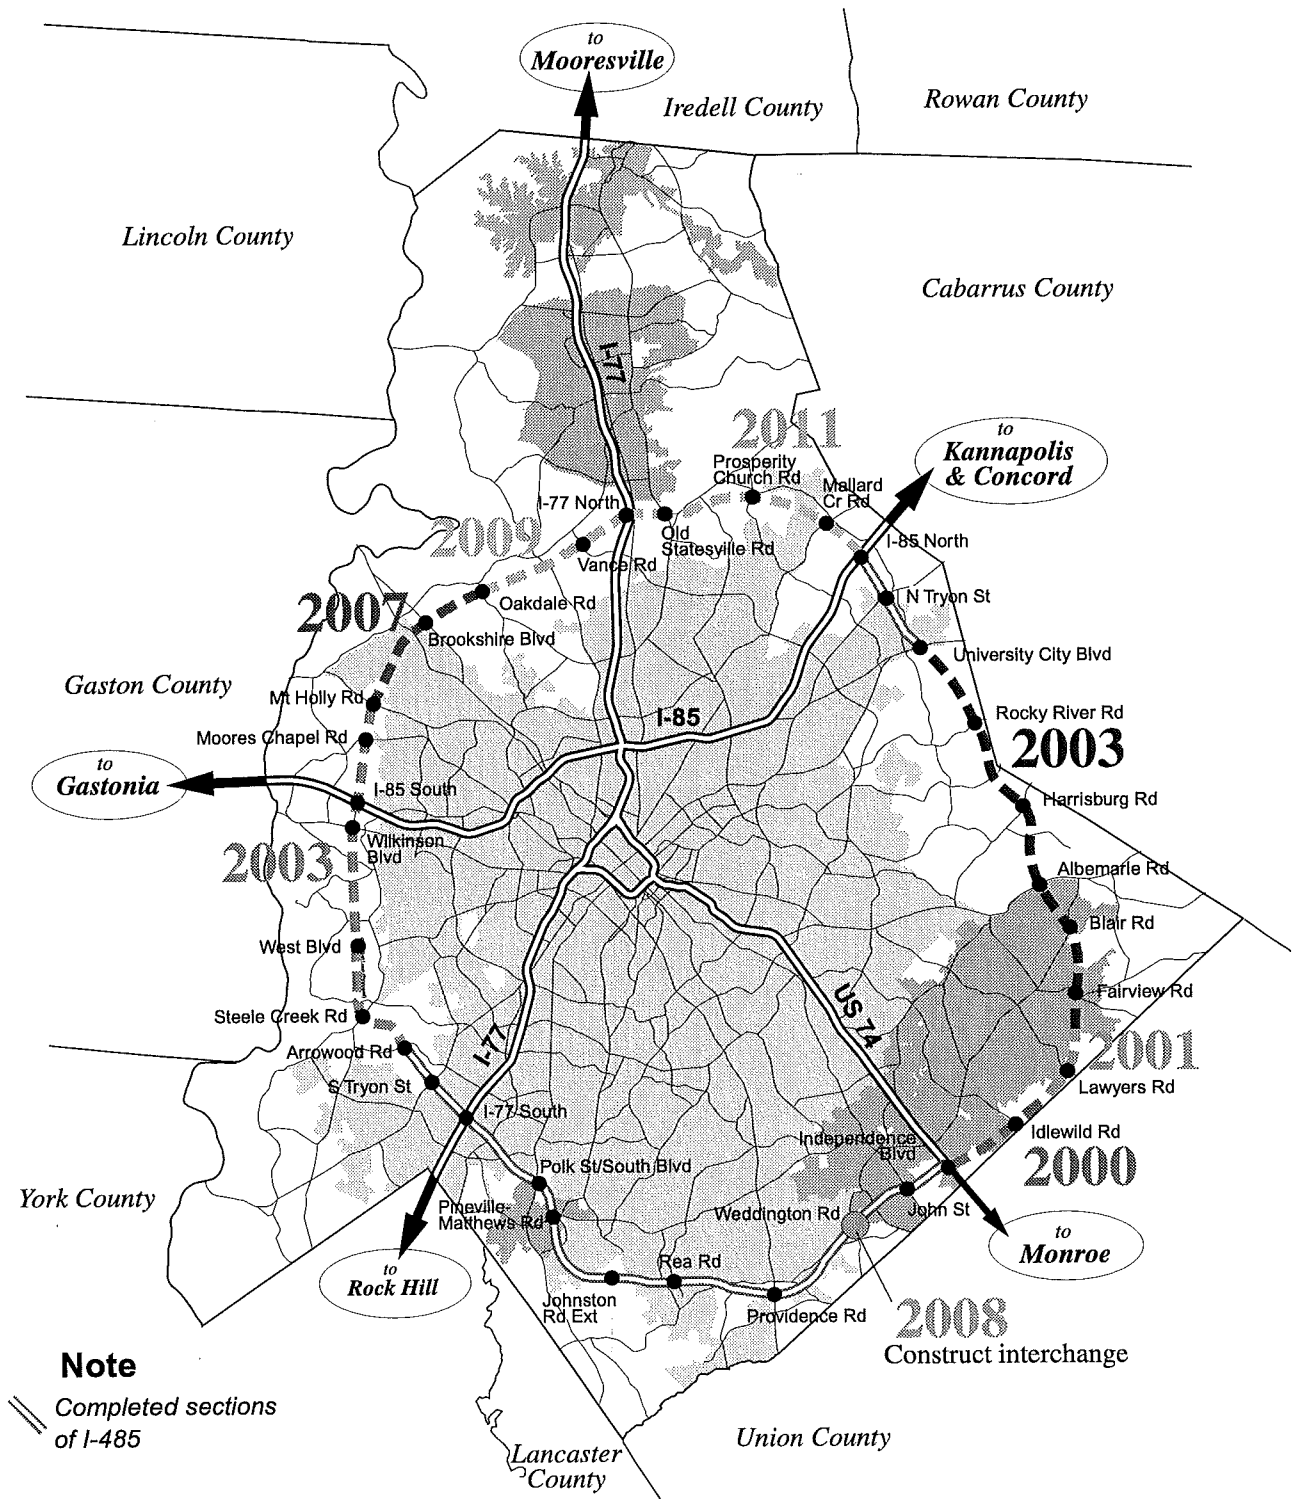 to
Mooresville
Iredell County
Rowan County
Lincoln County
Cabarrus County
I-77
2011
to
Kannapolis
& Concord
Prosperity
Church Rd
Mallard
Cr Rd
I-77 North
Old
Statesville Rd
I-85 North
2009
Vance Rd
N Tryon St
Oakdale Rd
2007
Brookshire Blvd
University City Blvd
Gaston County
Mt Holly Rd
I-85
Rocky River Rd
2003
Moores Chapel Rd
to
Gastonia
I-85 South
Harrisburg Rd
Wilkinson
Blvd
2003
Albemarle Rd
Blair Rd
West Blvd
Fairview Rd
US 74
Steele Creek Rd
I-77
Arrowood Rd
2001
S Tryon St
Lawyers Rd
I-77 South
Idlewild Rd
Independence
Blvd
2000
Polk St/South Blvd
York County
Pineville-
Matthews Rd
Weddington Rd
John St
to
Monroe
Rea Rd
to
Rock Hill
Johnston
Rd Ext
Providence Rd
2008
Construct interchange
Note
Completed sections
of I-485
Union County
Lancaster
County